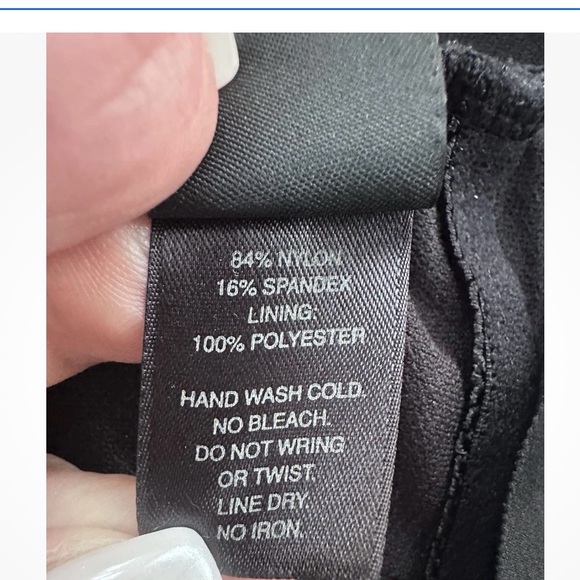 84% NYLON
16% SPANDEX
LINING:
100% POLYESTER
HAND WASH COLD.
NO BLEACH.
DO NOT WRING
OR TWIST.
LINE DRY.
NO IRON.